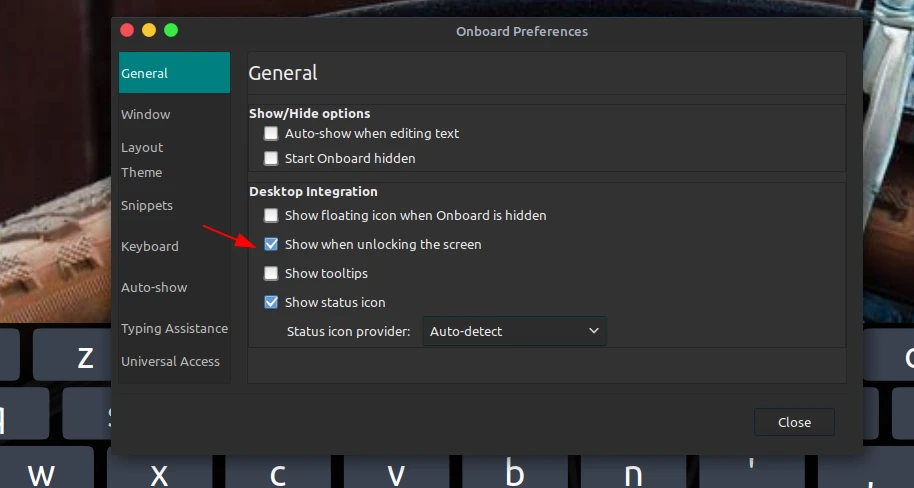 Onboard Preferences
General
Window
Layout
Theme
Snippets
Keyboard
Auto-show
Typing Assistance
Universal Access
General
Show/Hide options
Auto-show when editing text
Start Onboard hidden
Desktop Integration
Show floating icon when Onboard is hidden
Show when unlocking the screen
Show tooltips
Show status icon
Status icon provider: Auto-detect
Close
z
q
w x c v b n ' ,